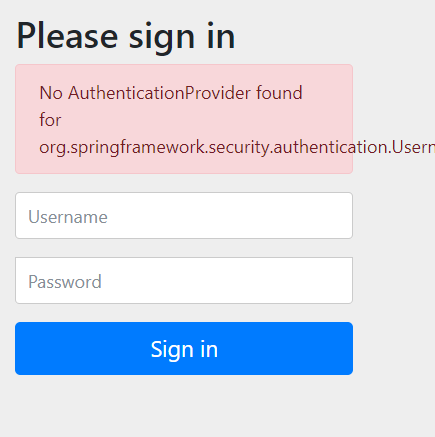 Please sign in
No AuthenticationProvider found
for
org.springframework.security.authentication.Usern
Username
Password
Sign in